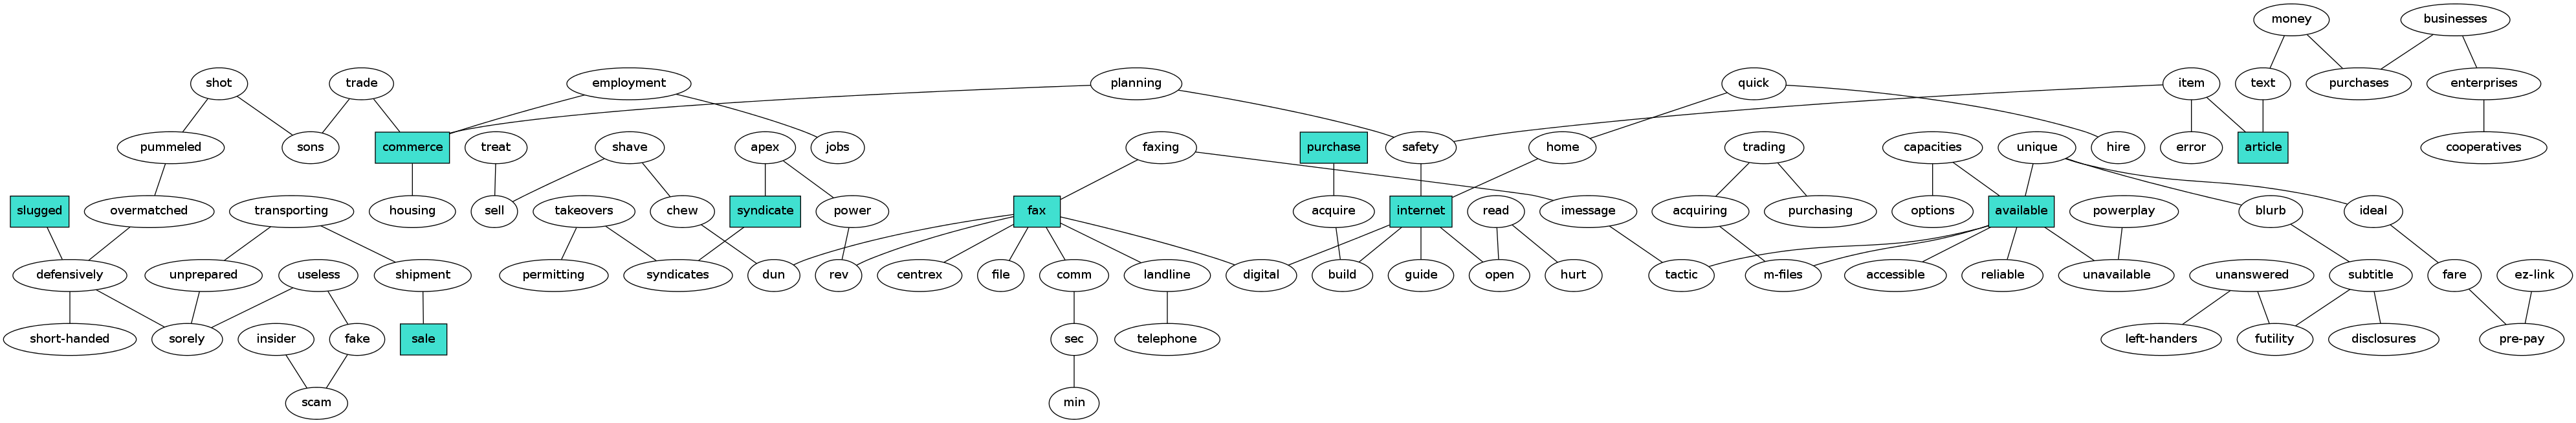 money
businesses
shot
trade
employment
planning
quick
item
text
purchases
enterprises
pummeled
sons
commerce
treat
shave
apex
jobs
faxing
purchase
safety
home
trading
capacities
unique
hire
error
article
cooperatives
slugged
overmatched
transporting
housing
sell
takeovers
chew
syndicate
power
fax
acquire
internet
read
imessage
acquiring
purchasing
options
available
powerplay
blurb
ideal
defensively
unprepared
useless
shipment
permitting
syndicates
dun
rev
centrex
file
comm
landline
digital
build
guide
open
hurt
tactic
m-files
accessible
reliable
unavailable
unanswered
subtitle
fare
ez-link
short-handed
sorely
insider
fake
sale
sec
telephone
left-handers
futility
disclosures
pre-pay
scam
min